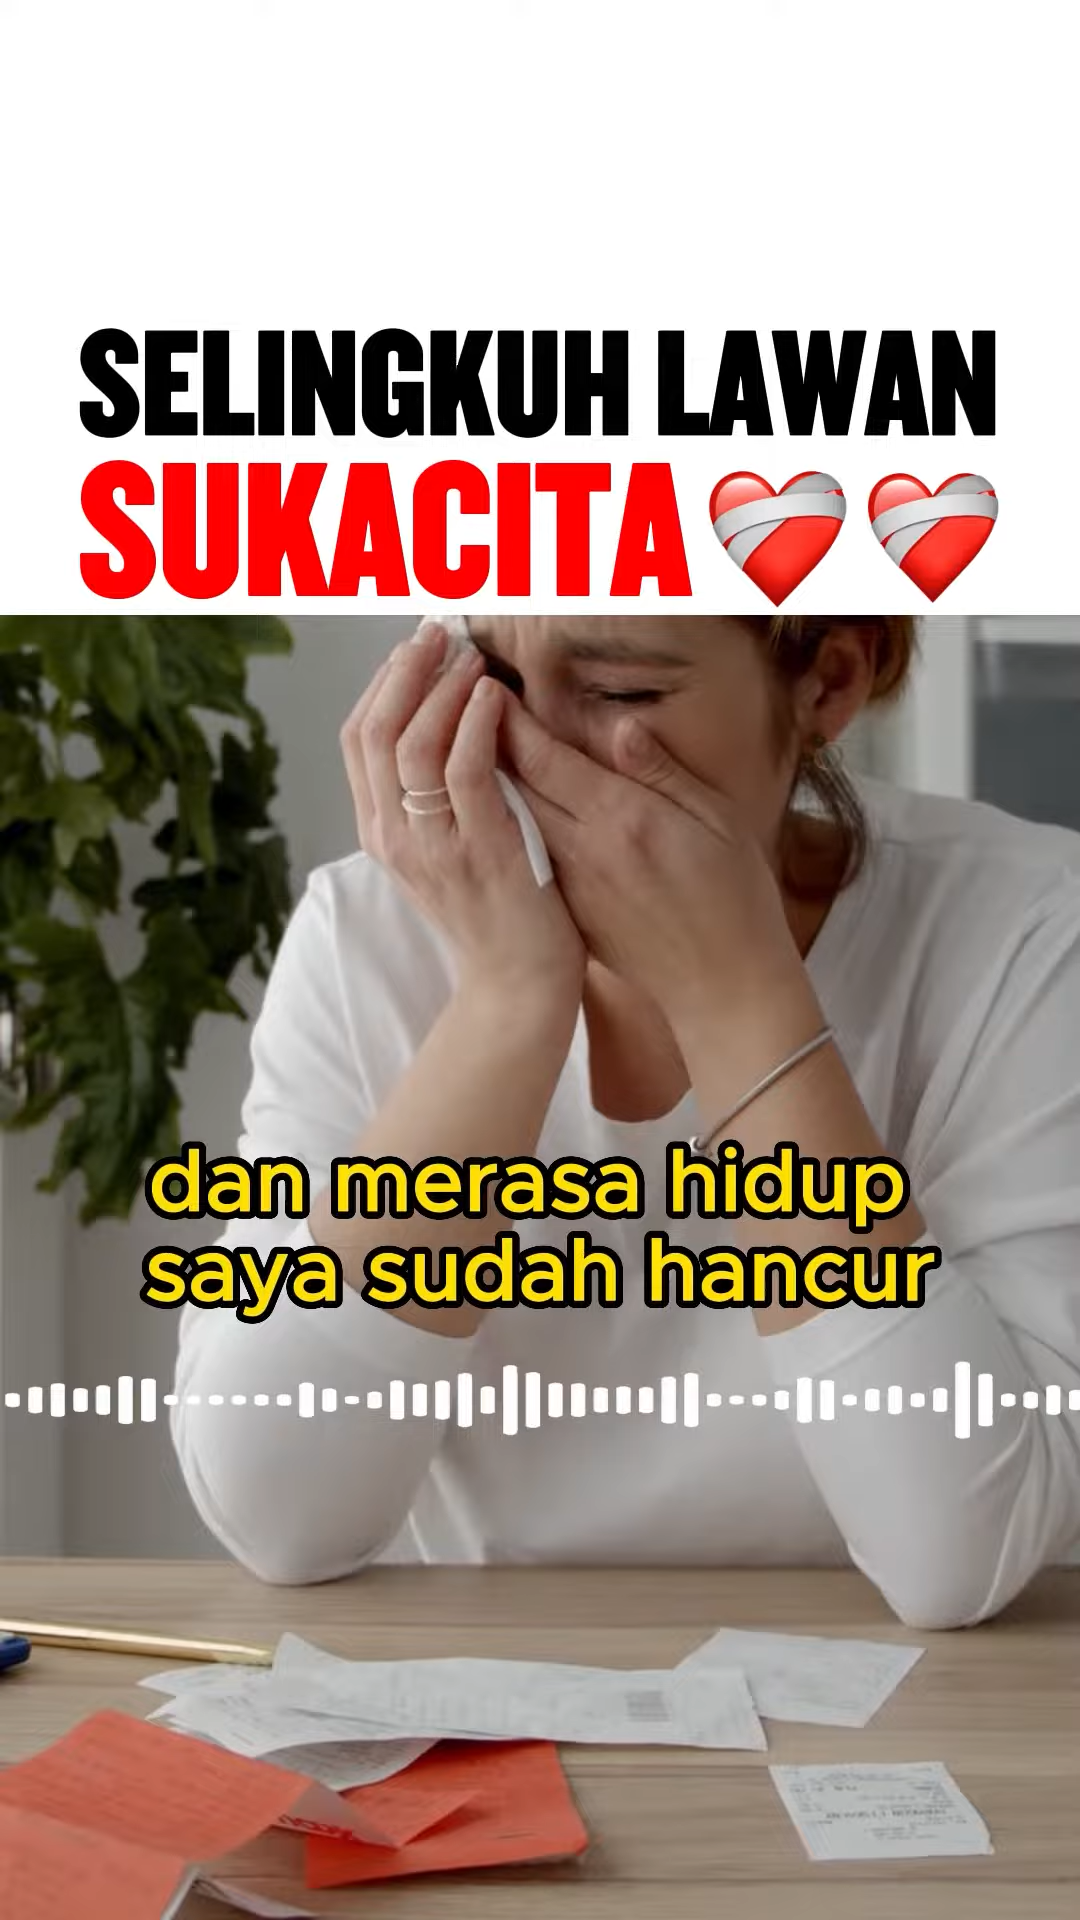 SELINGKUH LAWAN
SUKACITA ❤️‍🩹 ❤️‍🩹
dan merasa hidup
saya sudah hancur